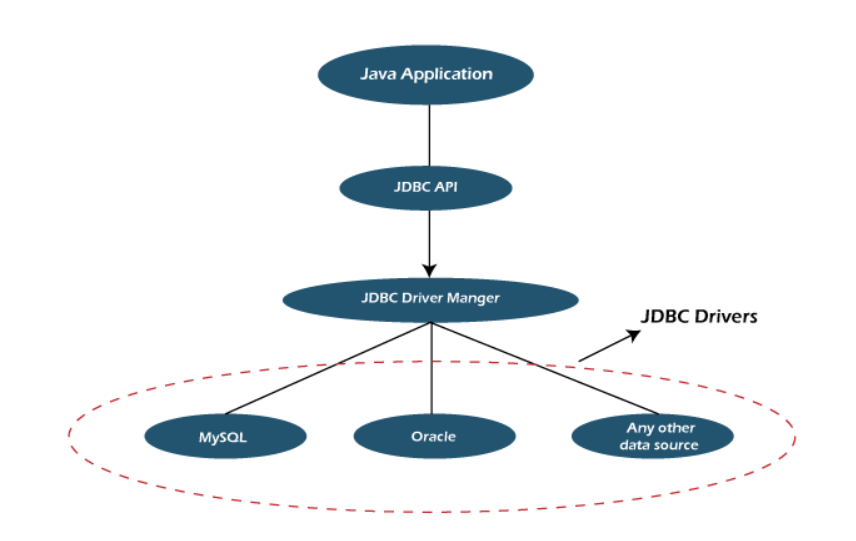 Java Application
JDBC API
JDBC Driver Manger
JDBC Drivers
MySQL
Oracle
Any other
data source